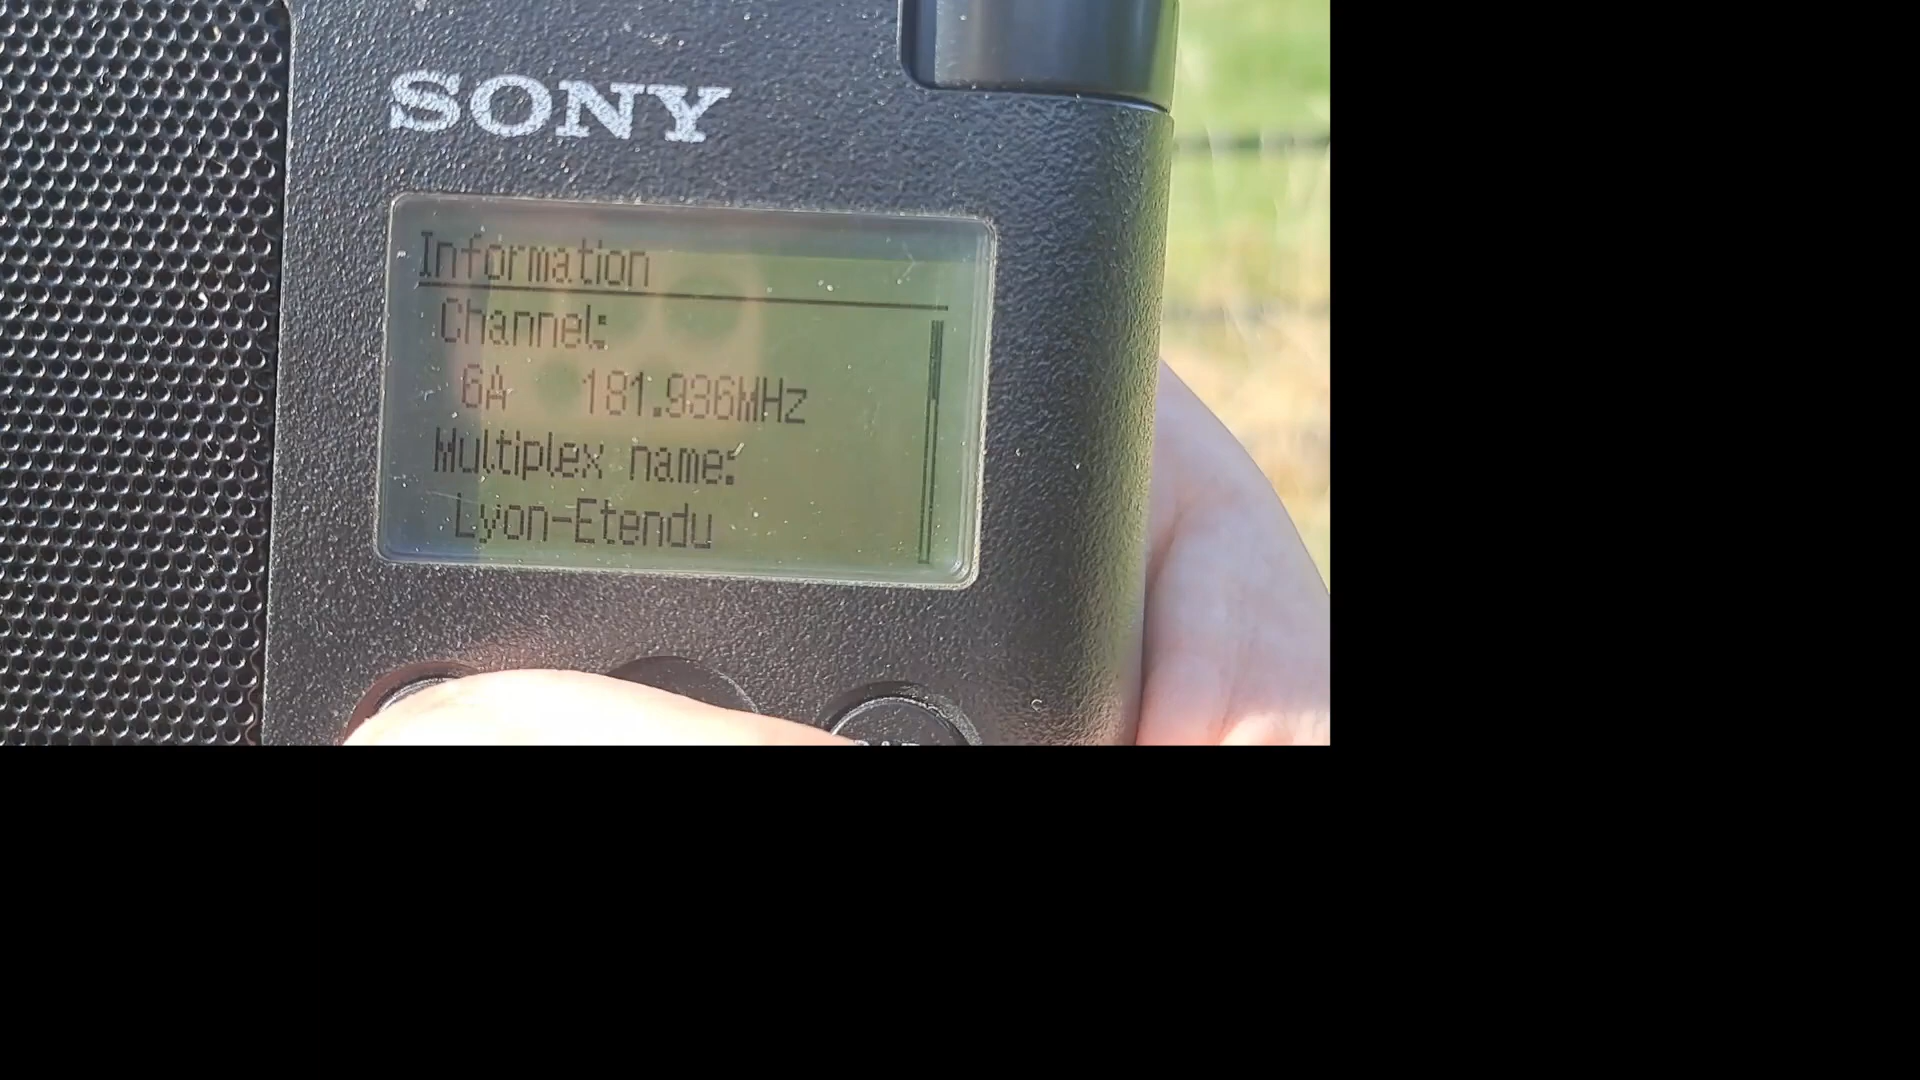 SONY
Information
Channel:
6A 181.936MHz
Multiplex name:
Lyon-Etendu